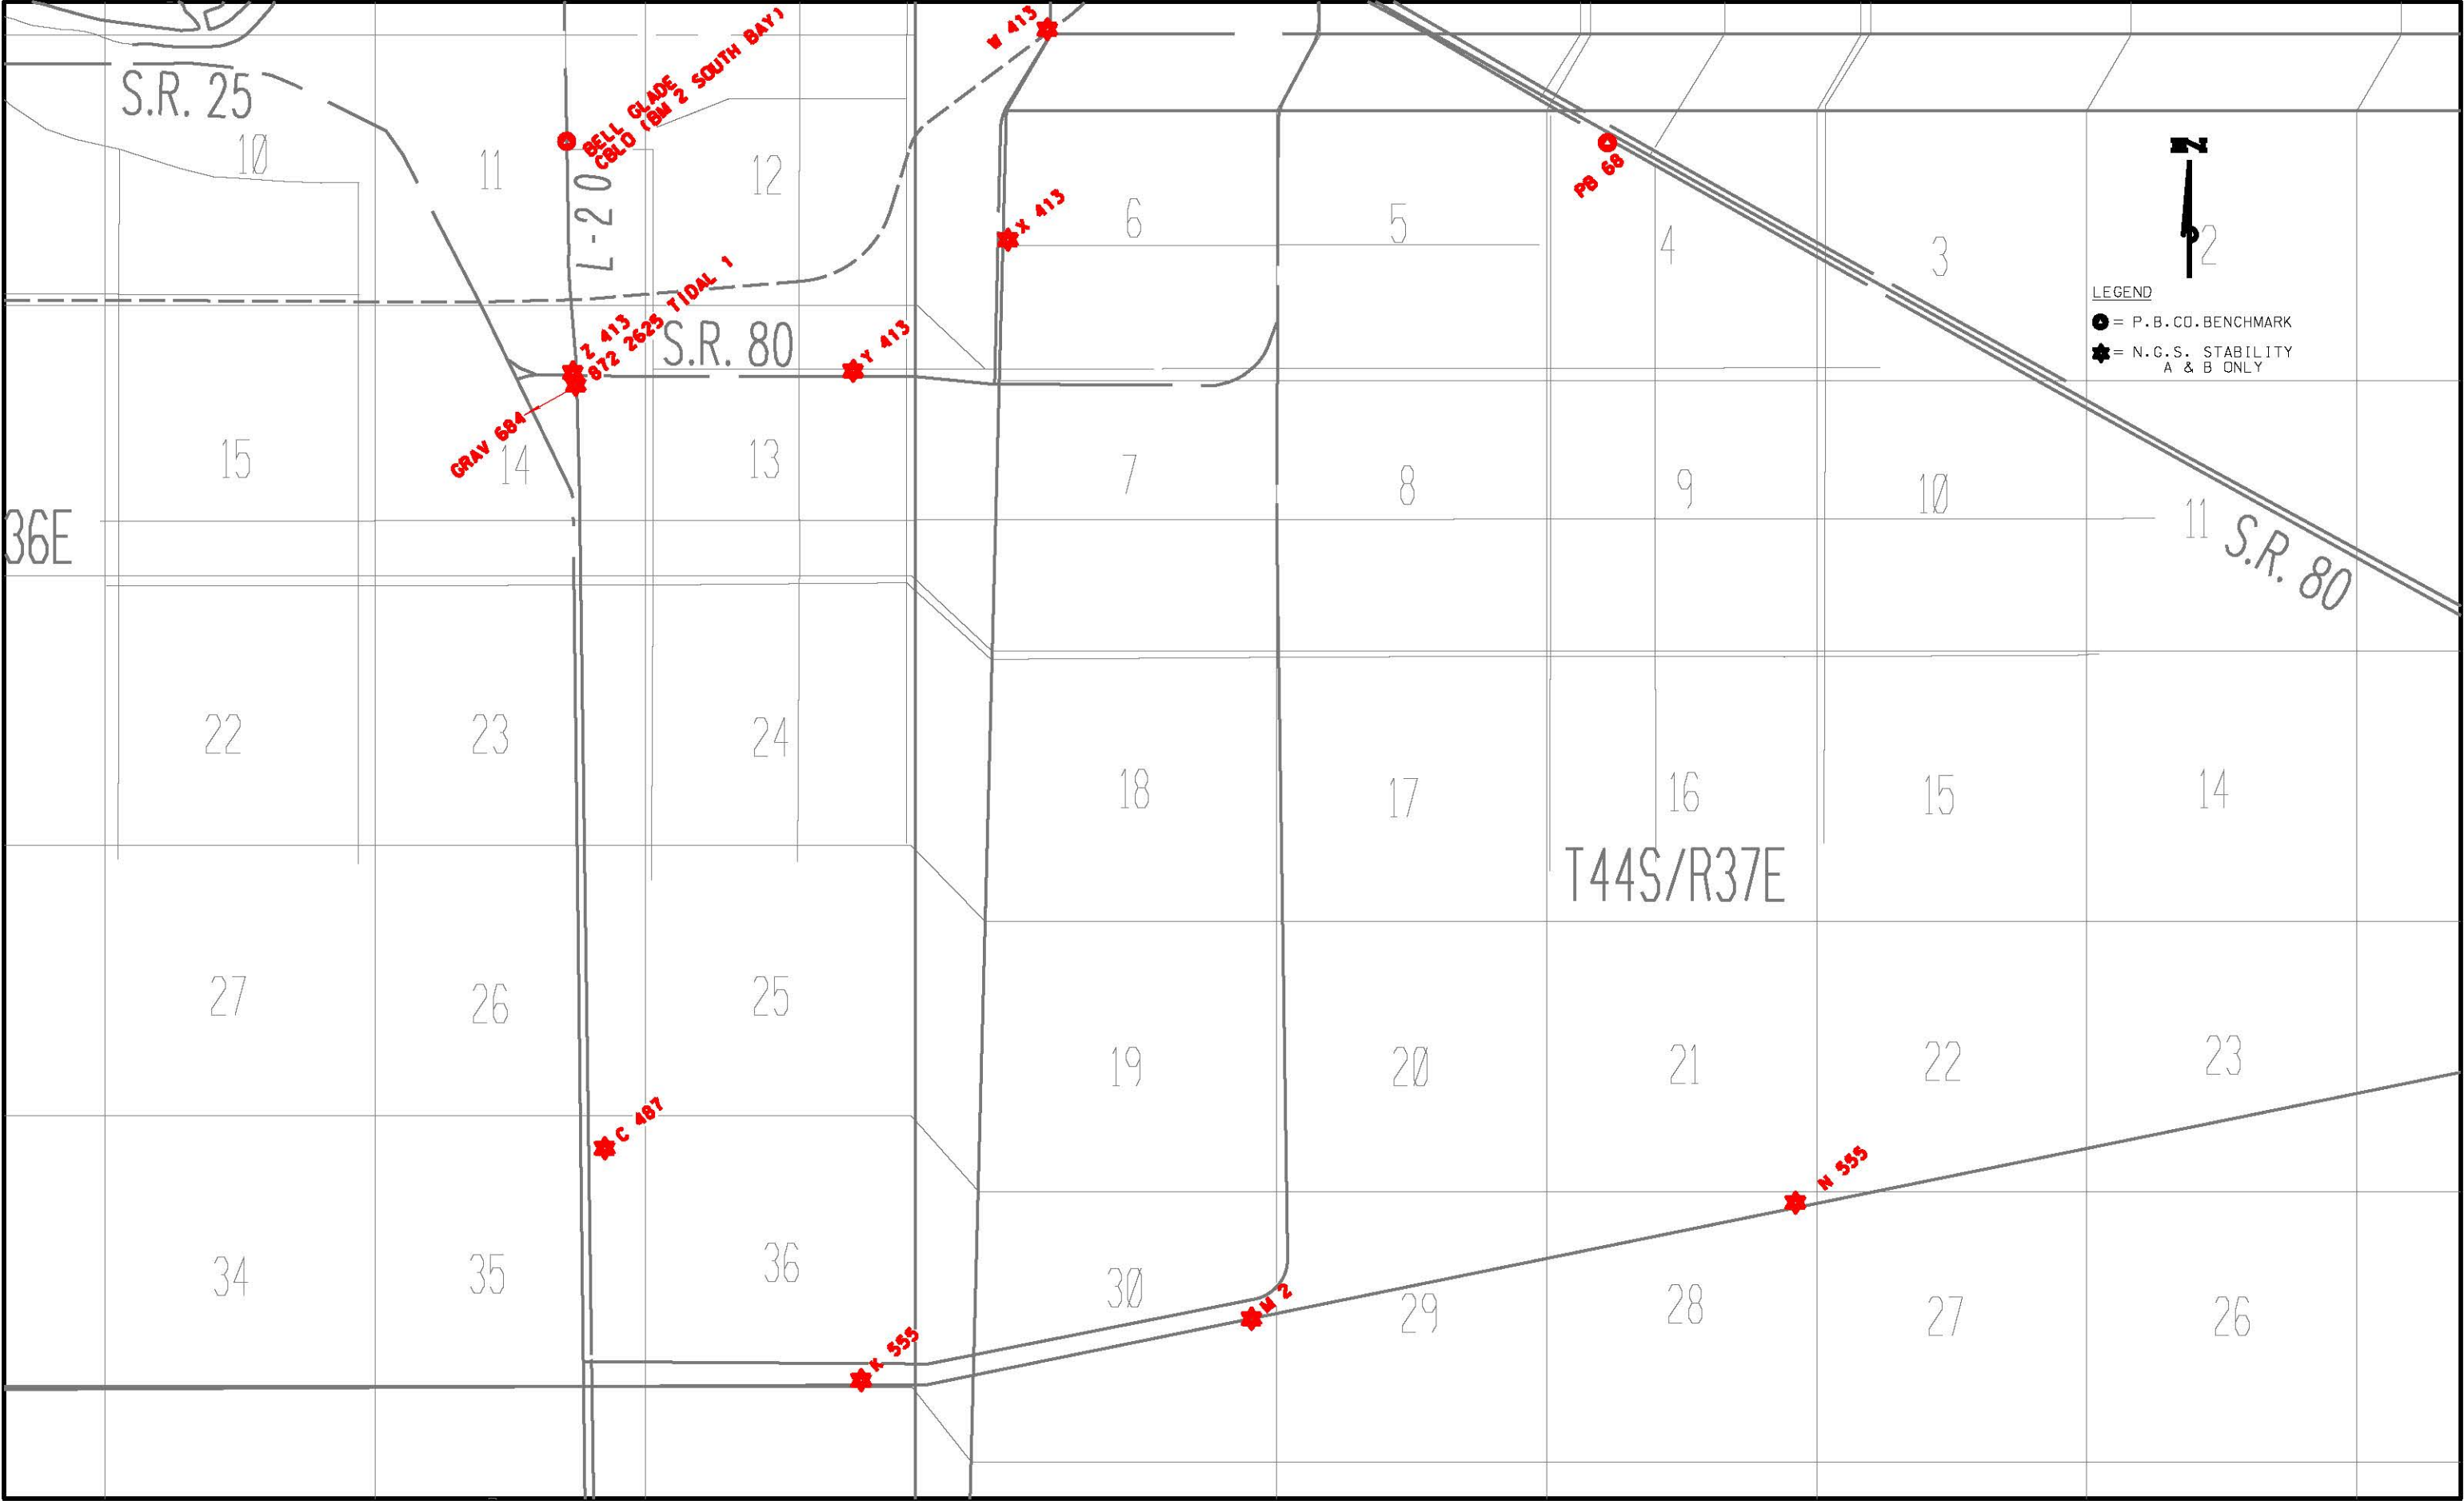 W 413
S.R. 25
BELL GLADE
CBLD (BM 2 SOUTH BAY)
10
11
12
L-20
PB 68
X 413
6
5
4
3
2
N
LEGEND
= P.B.CO.BENCHMARK
= N.G.S. STABILITY
A & B ONLY
Z 413
872 2625 TIDAL 1
S.R. 80
Y 413
GRAV 684
15
14
13
7
8
9
10
11
S.R. 80
36E
22
23
24
18
17
16
15
14
T44S/R37E
27
26
25
19
20
21
22
23
C 487
N 555
34
35
36
30
M 2
29
28
27
26
K 555